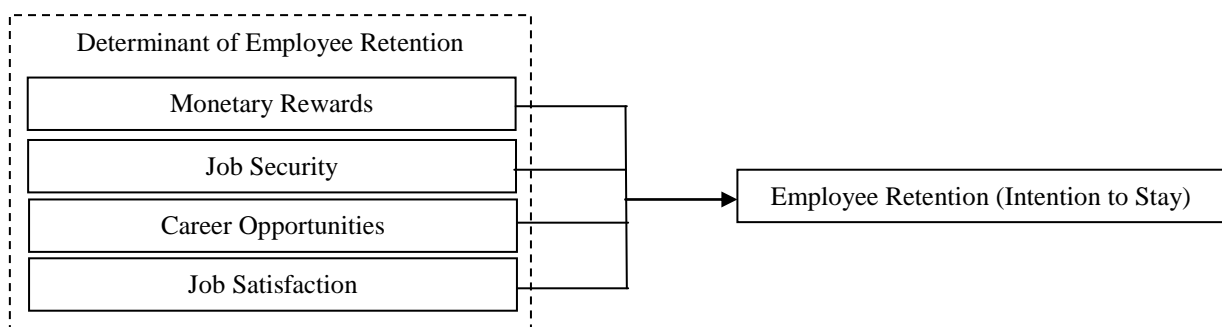 Determinant of Employee Retention
Monetary Rewards
Job Security
Career Opportunities
Job Satisfaction
Employee Retention (Intention to Stay)